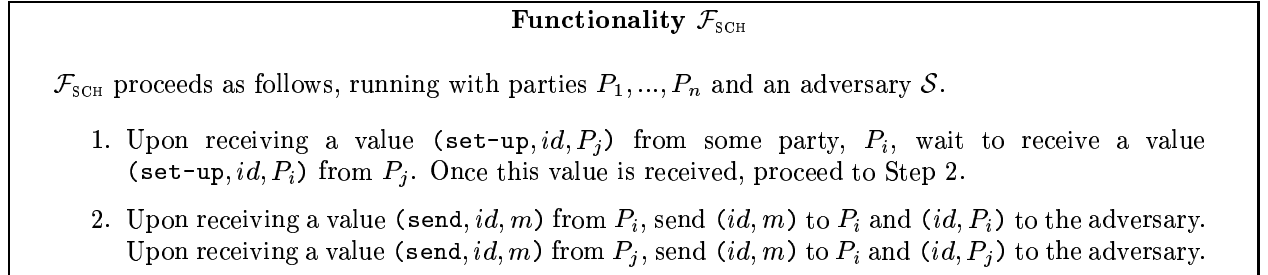 Functionality F_SCH
F_SCH proceeds as follows, running with parties P_1, ..., P_n and an adversary S.
1. Upon receiving a value (set-up, id, P_j) from some party, P_i, wait to receive a value
(set-up, id, P_i) from P_j. Once this value is received, proceed to Step 2.
2. Upon receiving a value (send, id, m) from P_i, send (id, m) to P_i and (id, P_i) to the adversary.
Upon receiving a value (send, id, m) from P_j, send (id, m) to P_i and (id, P_j) to the adversary.